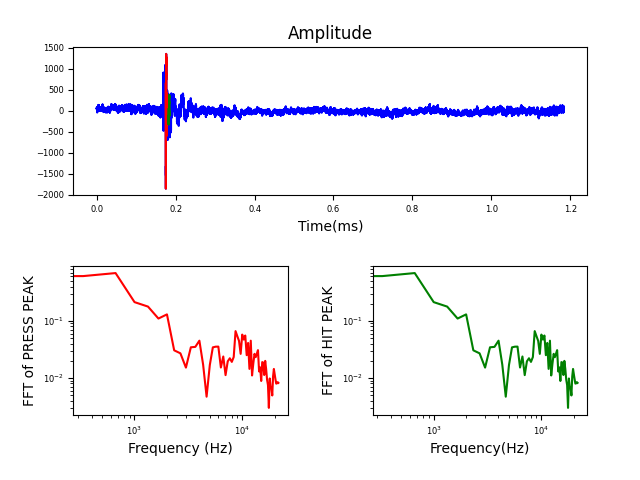 Amplitude
1500
1000
500
0
−500
−1000
−1500
−2000
0.0 0.2 0.4 0.6 0.8 1.0 1.2
Time(ms)
FFT of PRESS PEAK
10⁻¹
10⁻²
10³ 10⁴
Frequency (Hz)
FFT of HIT PEAK
10⁻¹
10⁻²
10³ 10⁴
Frequency(Hz)